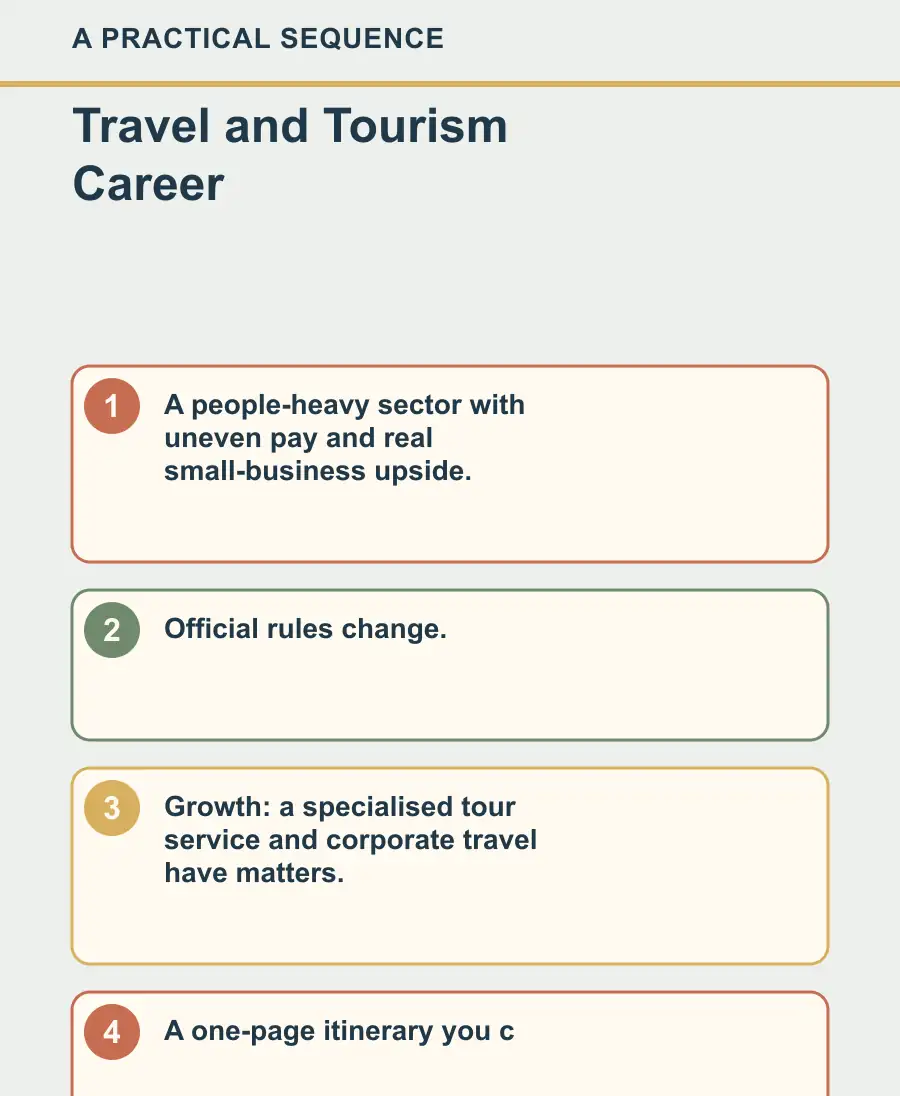 A PRACTICAL SEQUENCE
Travel and Tourism
Career
1
A people-heavy sector with
uneven pay and real
small-business upside.
2
Official rules change.
3
Growth: a specialised tour
service and corporate travel
have matters.
4
A one-page itinerary you c